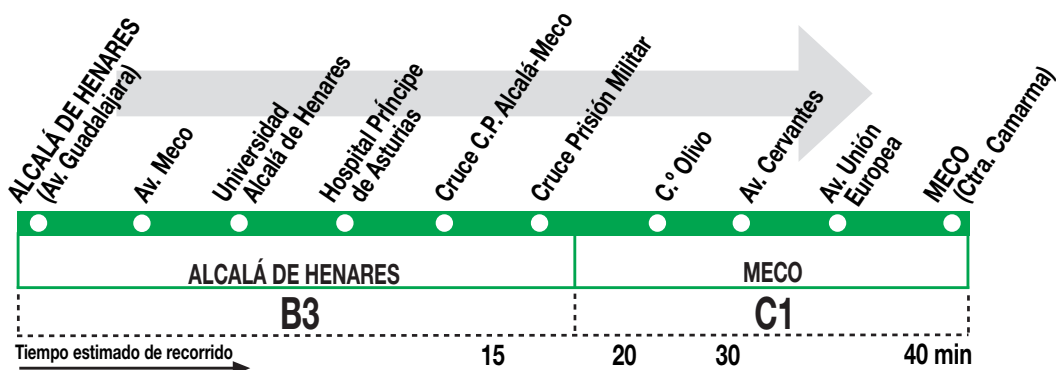 ALCALÁ DE HENARES
(Av. Guadalajara)
Av. Meco
Universidad
Alcalá de Henares
Hospital Príncipe
de Asturias
Cruce C.P. Alcalá-Meco
Cruce Prisión Militar
C.º Olivo
Av. Cervantes
Av. Unión
Europea
MECO
(Ctra. Camarma)
ALCALÁ DE HENARES
MECO
B3
C1
Tiempo estimado de recorrido
15
20
30
40 min